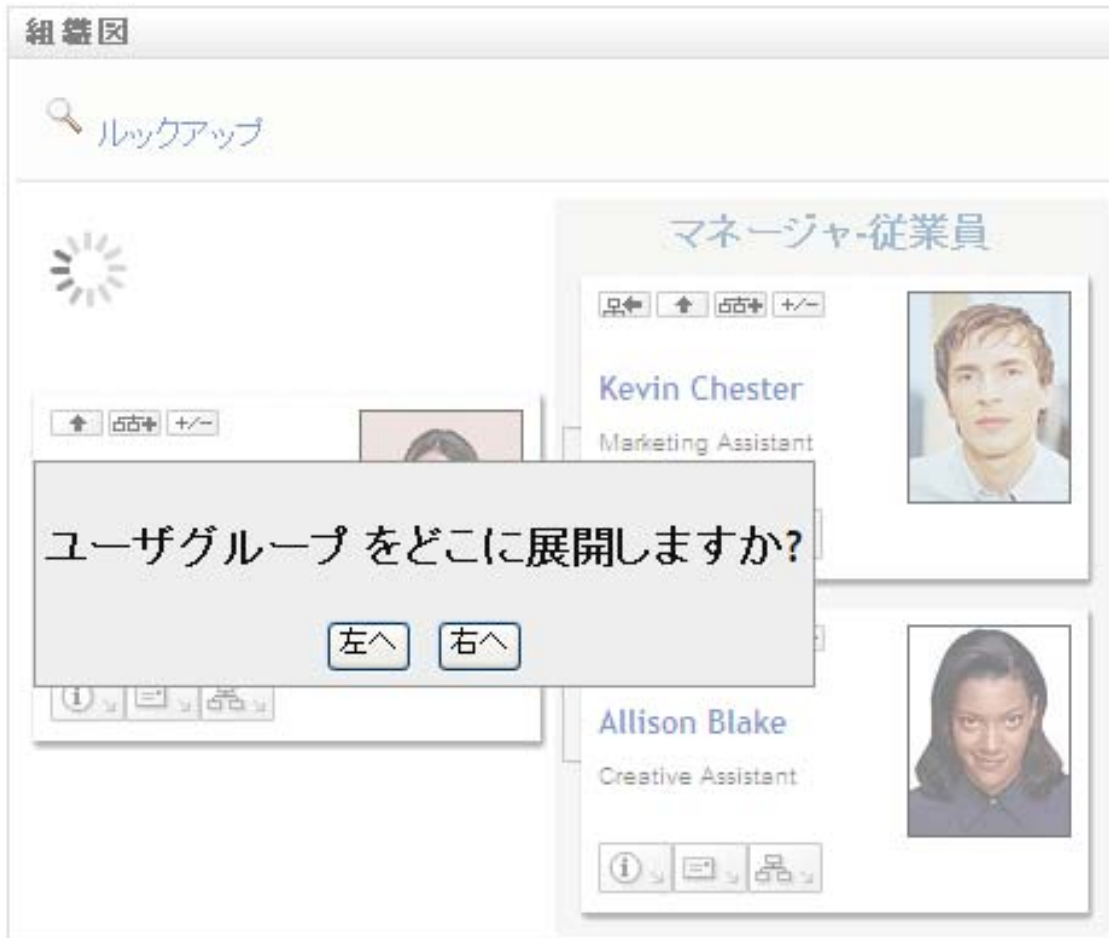 組織図
ルックアップ
マネージャ-従業員
+/-
Kevin Chester
Marketing Assistant
+/-
ユーザグループ をどこに展開しますか?
左へ 右へ
Allison Blake
Creative Assistant